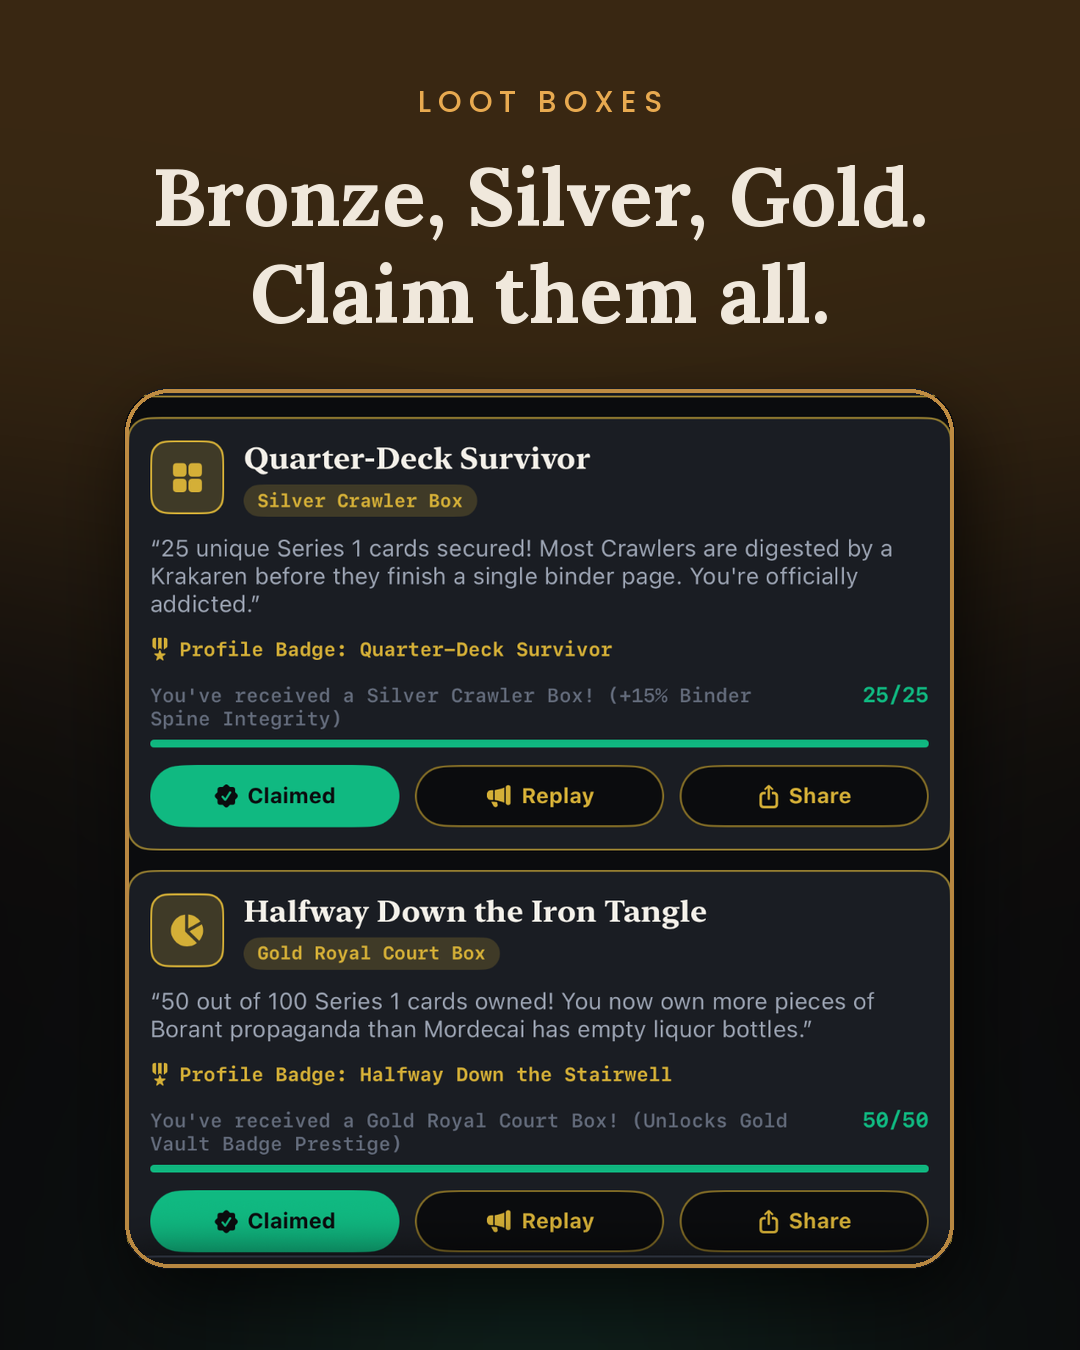 LOOT BOXES
Bronze, Silver, Gold.
Claim them all.
Quarter-Deck Survivor
Silver Crawler Box
“25 unique Series 1 cards secured! Most Crawlers are digested by a
Krakaren before they finish a single binder page. You're officially
addicted.”
Profile Badge: Quarter-Deck Survivor
You've received a Silver Crawler Box! (+15% Binder
Spine Integrity)
25/25
Claimed
Replay
Share
Halfway Down the Iron Tangle
Gold Royal Court Box
“50 out of 100 Series 1 cards owned! You now own more pieces of
Borant propaganda than Mordecai has empty liquor bottles.”
Profile Badge: Halfway Down the Stairwell
You've received a Gold Royal Court Box! (Unlocks Gold
Vault Badge Prestige)
50/50
Claimed
Replay
Share